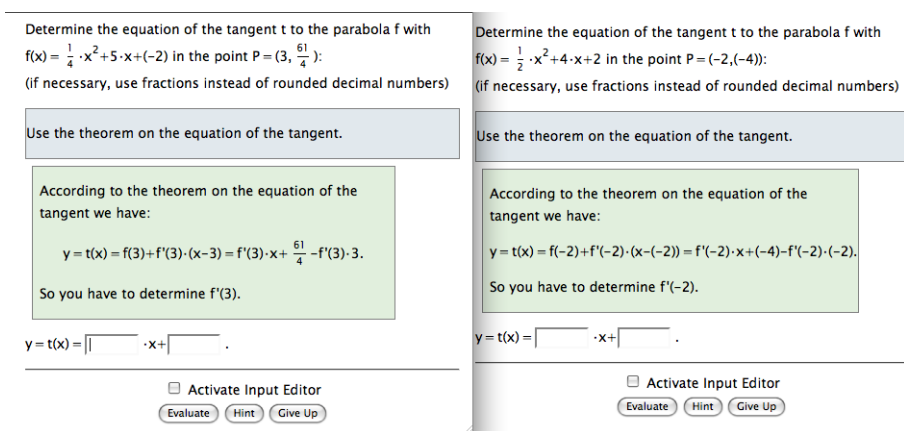 Determine the equation of the tangent t to the parabola f with
f(x) = 1/4 ·x²+5·x+(-2) in the point P = (3, 61/4 ):
(if necessary, use fractions instead of rounded decimal numbers)
Use the theorem on the equation of the tangent.
According to the theorem on the equation of the
tangent we have:
y = t(x) = f(3)+f'(3)·(x-3) = f'(3)·x+ 61/4 -f'(3)·3.
So you have to determine f'(3).
y = t(x) = ·x+ .
Activate Input Editor
Evaluate Hint Give Up
Determine the equation of the tangent t to the parabola f with
f(x) = 1/2 ·x²+4·x+2 in the point P = (-2,(-4)):
(if necessary, use fractions instead of rounded decimal numbers)
Use the theorem on the equation of the tangent.
According to the theorem on the equation of the
tangent we have:
y = t(x) = f(-2)+f'(-2)·(x-(-2)) = f'(-2)·x+(-4)-f'(-2)·(-2).
So you have to determine f'(-2).
y = t(x) = ·x+ .
Activate Input Editor
Evaluate Hint Give Up